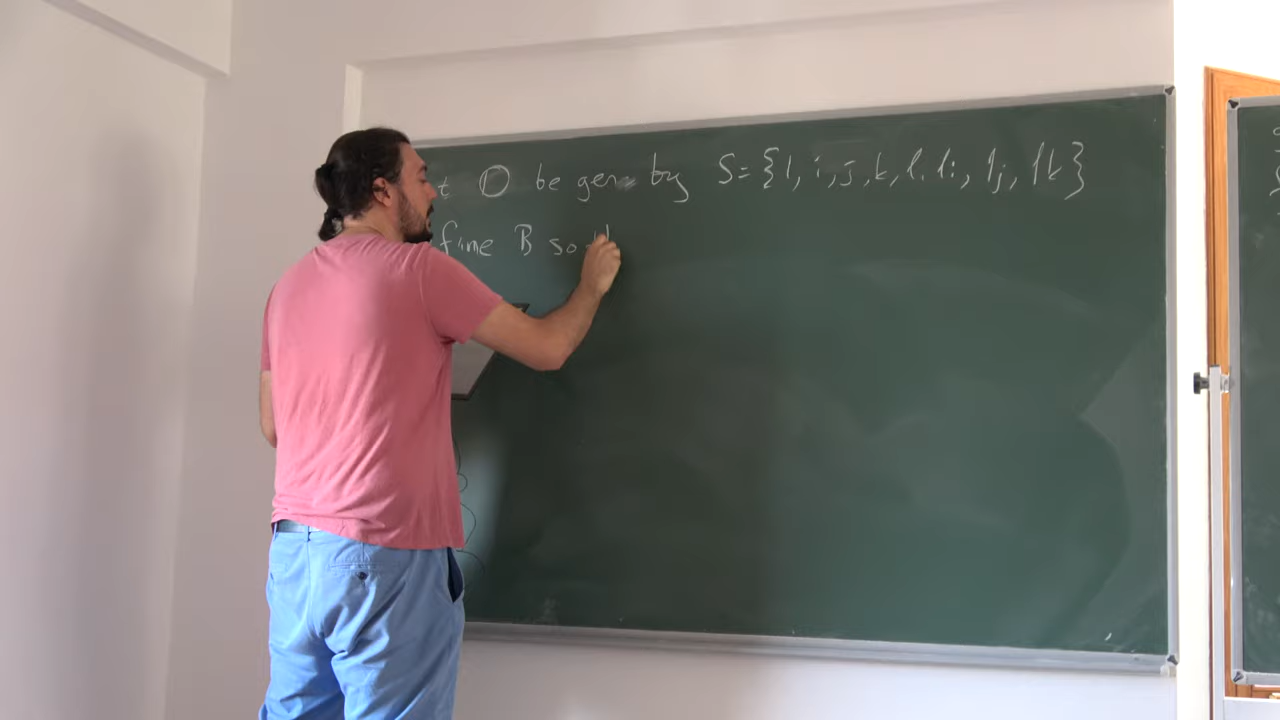 t O be gen by S={1, i, j, k, l, li, lj, lk}
fine B so